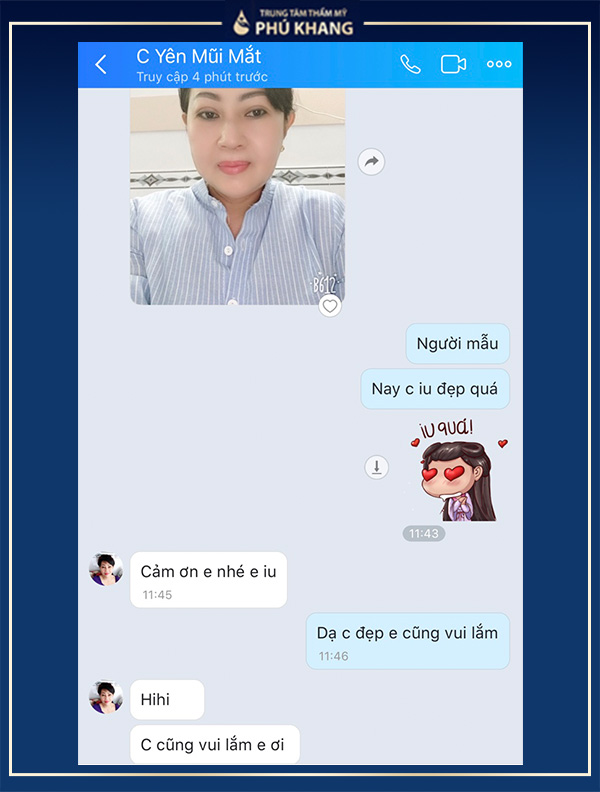 TRUNG TÂM THẨM MỸ
PHÚ KHANG
C Yên Mũi Mắt
Truy cập 4 phút trước
B612
Người mẫu
Nay c iu đẹp quá
iu quá!
11:43
Cảm ơn e nhé e iu
11:45
Dạ c đẹp e cũng vui lắm
11:46
Hihi
C cũng vui lắm e ơi